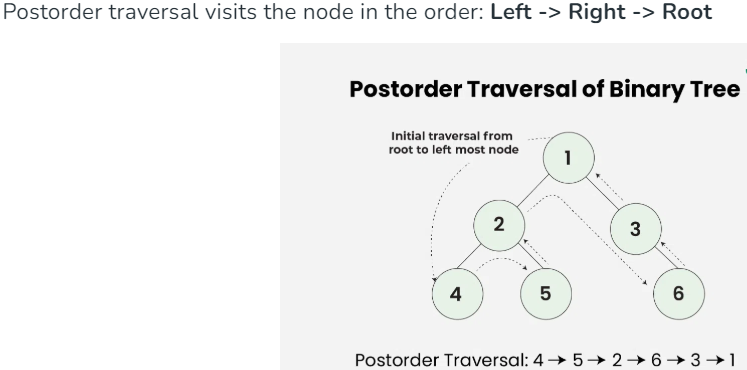 Postorder traversal visits the node in the order: Left -> Right -> Root
Postorder Traversal of Binary Tree
Initial traversal from
root to left most node
1
2
3
4
5
6
Postorder Traversal: 4 → 5 → 2 → 6 → 3 → 1